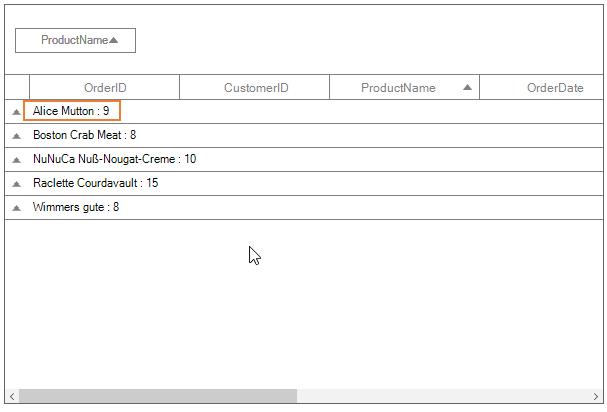 ProductName
OrderID CustomerID ProductName OrderDate
Alice Mutton : 9
Boston Crab Meat : 8
NuNuCa Nuß-Nougat-Creme : 10
Raclette Courdavault : 15
Wimmers gute : 8